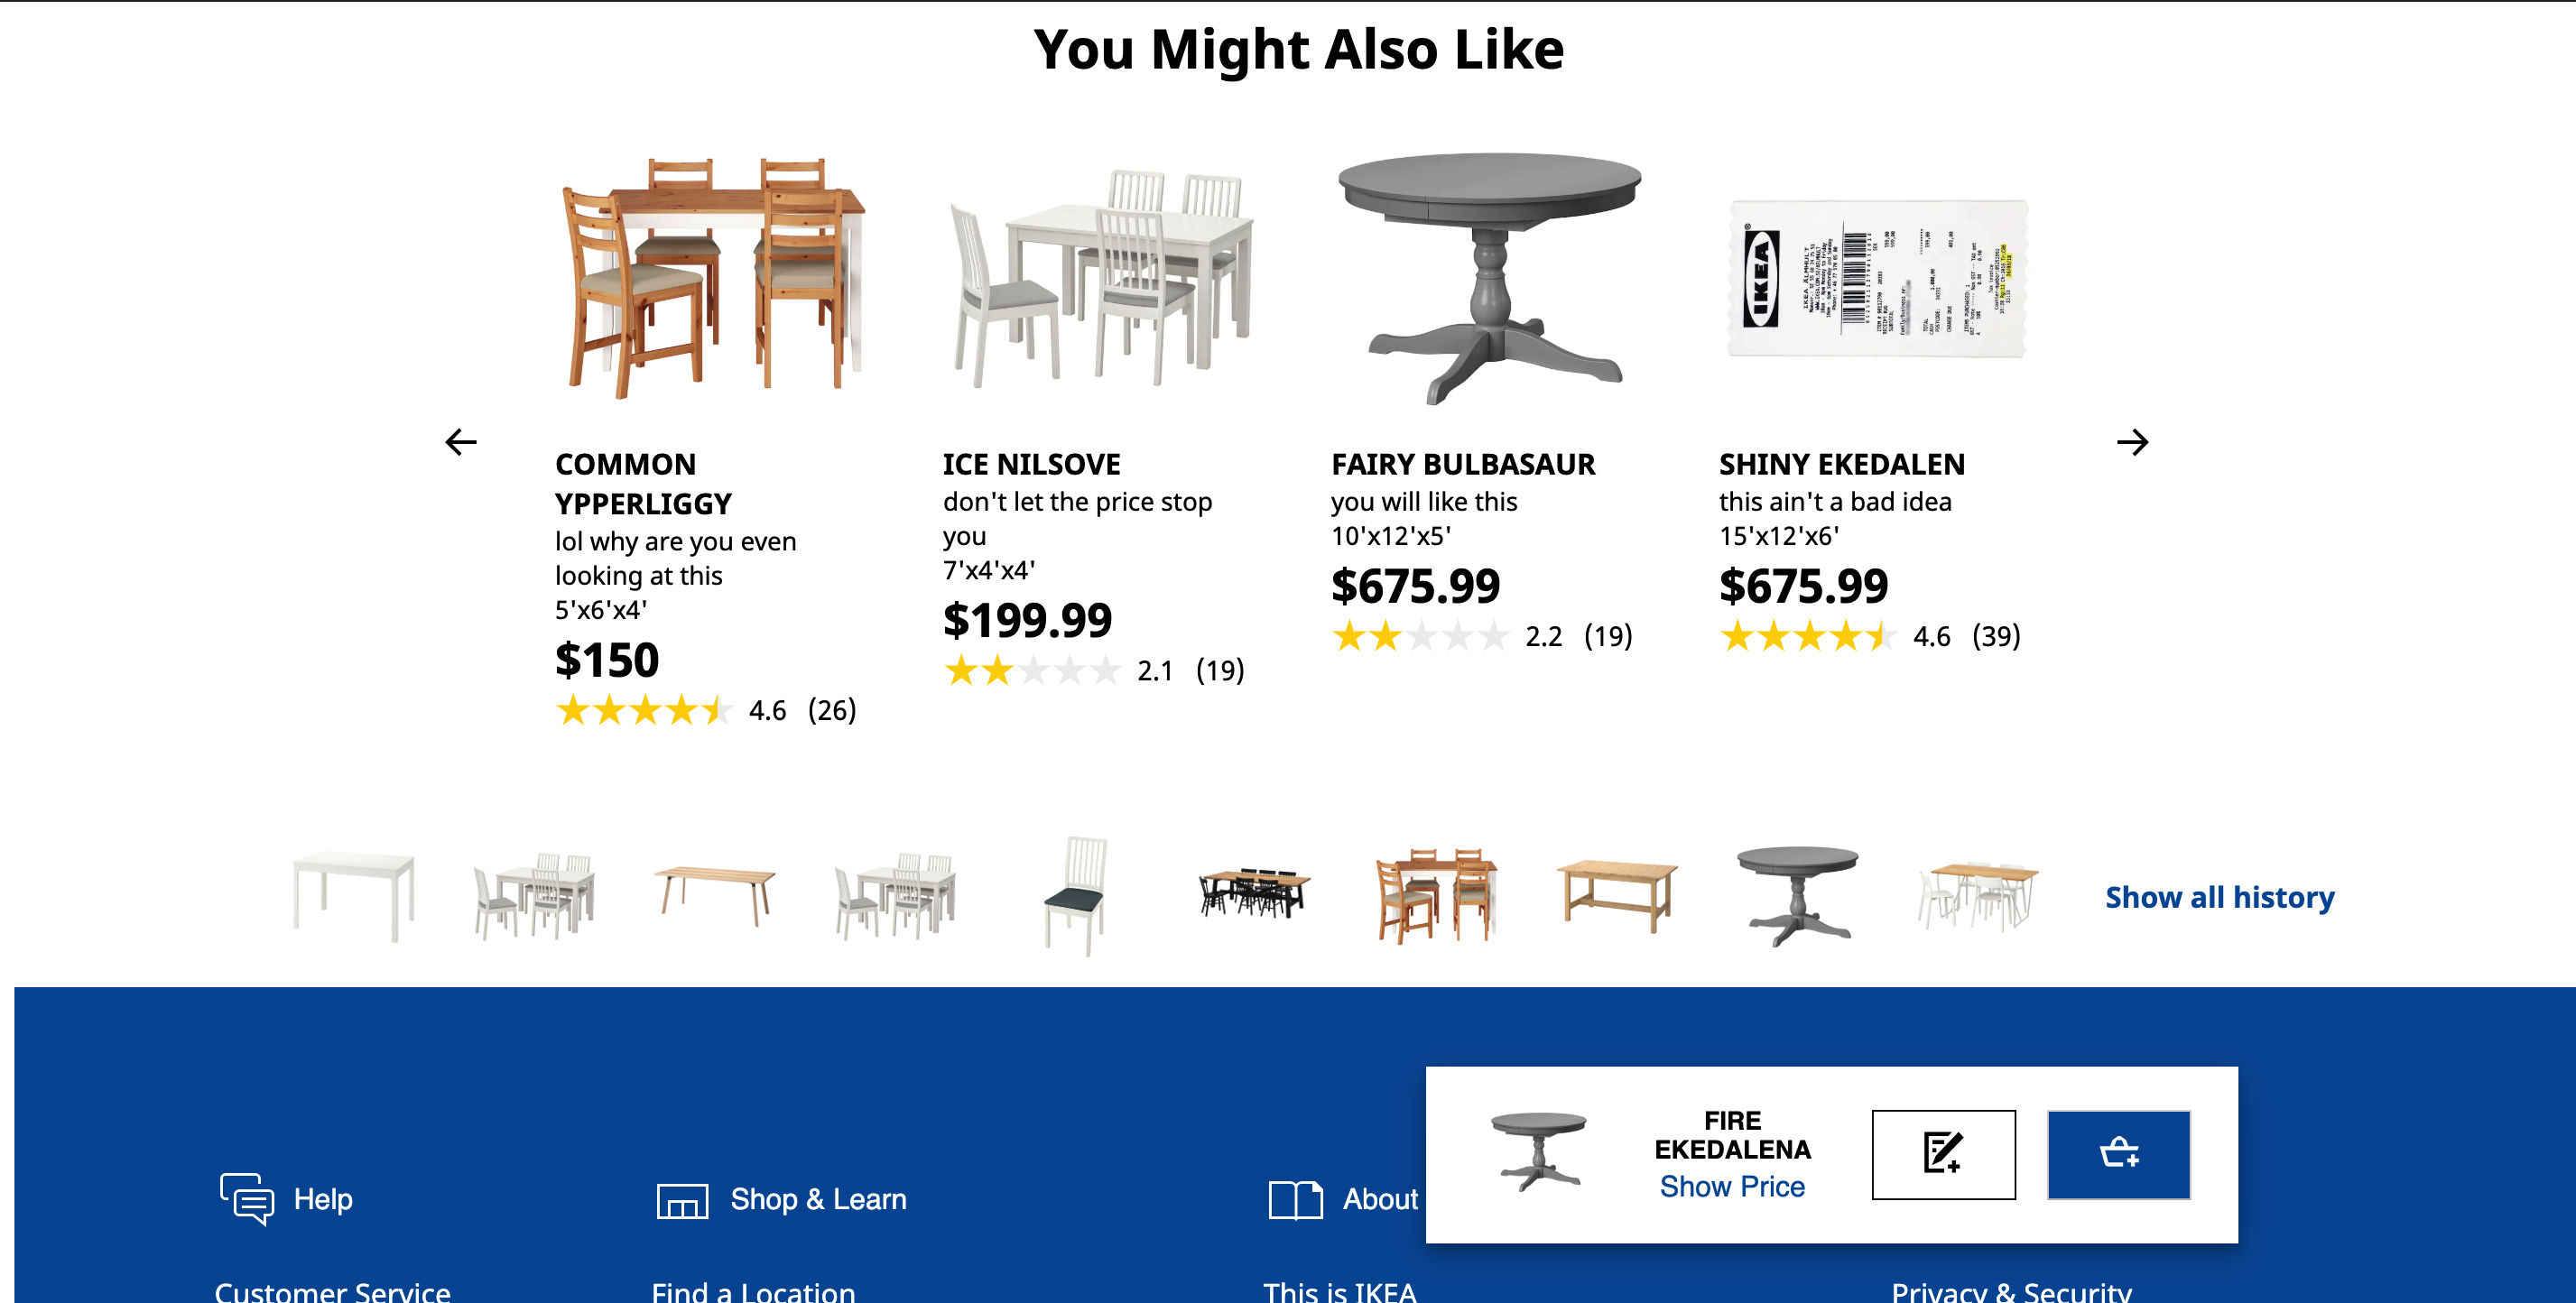 You Might Also Like
IKEA
COMMON
YPPERLIGGY
lol why are you even
looking at this
5'x6'x4'
$150
4.6 (26)
ICE NILSOVE
don't let the price stop
you
7'x4'x4'
$199.99
2.1 (19)
FAIRY BULBASAUR
you will like this
10'x12'x5'
$675.99
2.2 (19)
SHINY EKEDALEN
this ain't a bad idea
15'x12'x6'
$675.99
4.6 (39)
Show all history
FIRE
EKEDALENA
Show Price
Help
Shop & Learn
About
Customer Service
Find a Location
This is IKEA
Privacy & Security